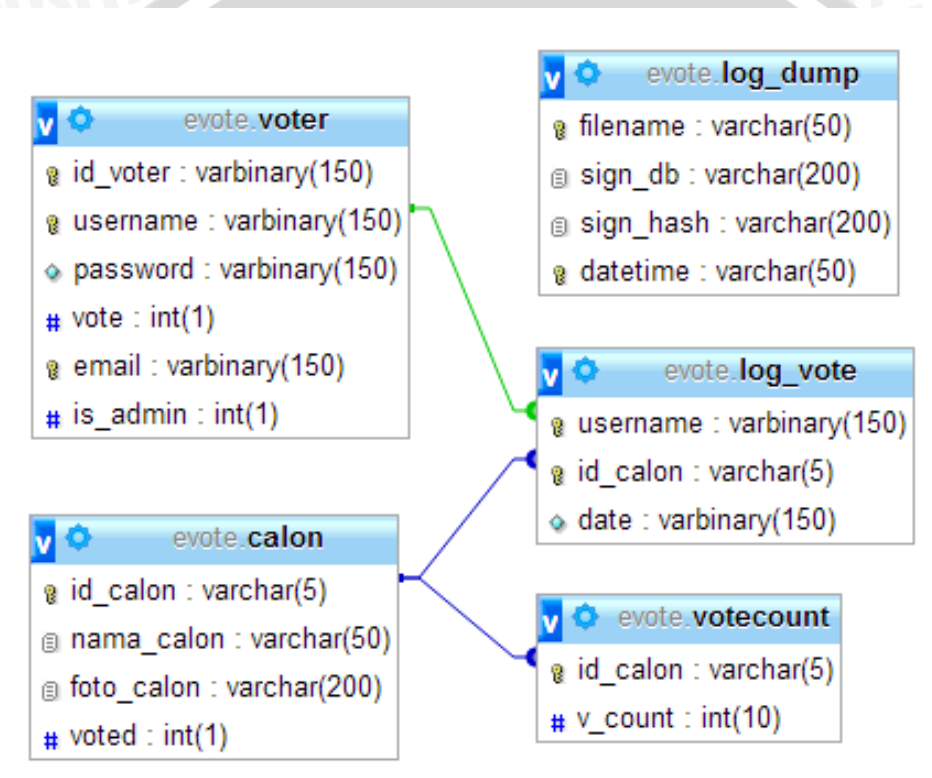 v evote.voter
id_voter : varbinary(150)
username : varbinary(150)
password : varbinary(150)
# vote : int(1)
email : varbinary(150)
# is_admin : int(1)
v evote.calon
id_calon : varchar(5)
nama_calon : varchar(50)
foto_calon : varchar(200)
# voted : int(1)
v evote.log_dump
filename : varchar(50)
sign_db : varchar(200)
sign_hash : varchar(200)
datetime : varchar(50)
v evote.log_vote
username : varbinary(150)
id_calon : varchar(5)
date : varbinary(150)
v evote.votecount
id_calon : varchar(5)
# v_count : int(10)